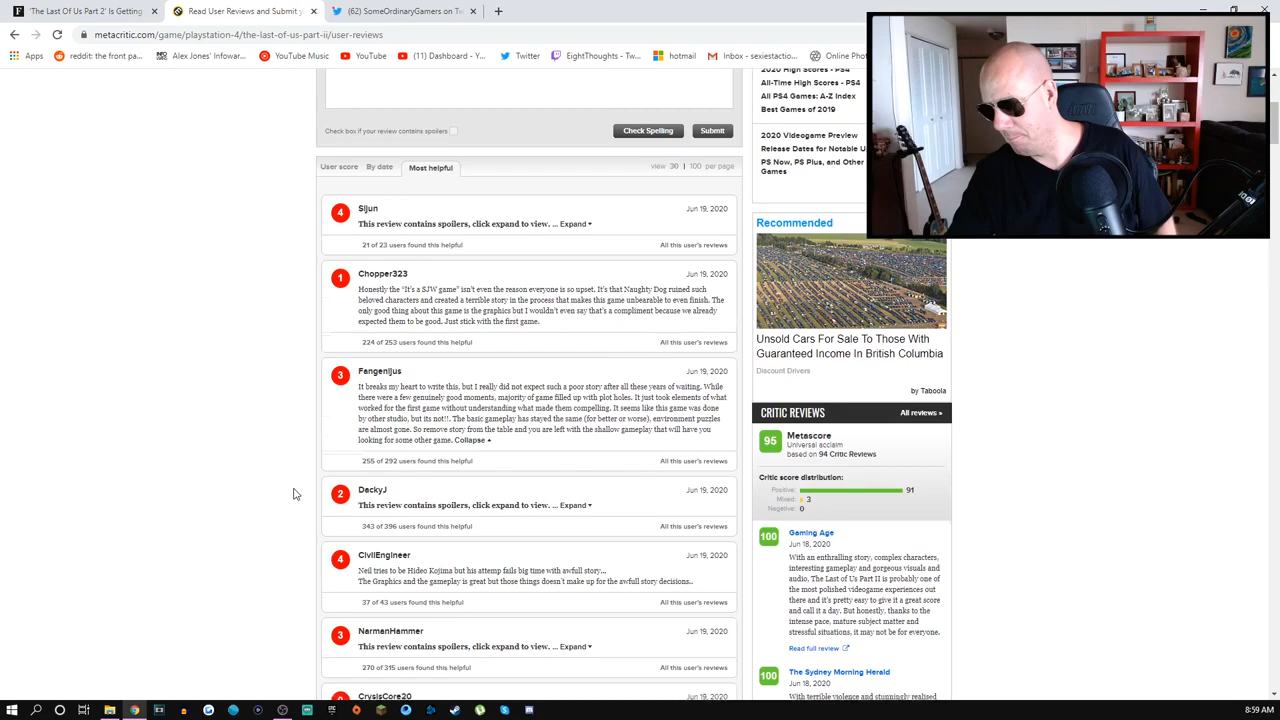 'The Last Of Us Part 2' Is Getting
Read User Reviews and Submit y
(62) SomeOrdinaryGamers on Tw
metacritic.com/game/playstation-4/the-last-of-us-part-ii/user-reviews
Apps
reddit: the front pa...
Alex Jones' Infowar...
YouTube Music
YouTube
(11) Dashboard - Y...
Twitter
EightThoughts - Tw...
hotmail
Inbox - sexiestactio...
Online Phot
Check box if your review contains spoilers
Check Spelling
Submit
User score
By date
Most helpful
view 30 | 100 per page
4
Sijun
Jun 19, 2020
This review contains spoilers, click expand to view. ... Expand
21 of 23 users found this helpful
All this user's reviews
1
Chopper323
Jun 19, 2020
Honestly the "It's a SJW game" isn't even the reason everyone is so upset. It's that Naughty Dog ruined such
beloved characters and created a terrible story in the process that makes this game unbearable to even finish. The
only good thing about this game is the graphics but I wouldn't even say that's a compliment because we already
expected them to be good. Just stick with the first game.
224 of 253 users found this helpful
All this user's reviews
3
Fangenijus
Jun 19, 2020
It breaks my heart to write this, but I really did not expect such a poor story after all these years of waiting. While
there were a few genuinely good moments, majority of game filled up with plot holes. It just took elements of what
worked for the first game without understanding what made them compelling. It seems like this game was done
by other studio, but its not!!. The basic gameplay has stayed the same (for better or worse), environment puzzles
are almost gone. So remove story from the table and you are left with the shallow gameplay that will have you
looking for some other game. Collapse
255 of 292 users found this helpful
All this user's reviews
2
DackyJ
Jun 19, 2020
This review contains spoilers, click expand to view. ... Expand
343 of 396 users found this helpful
All this user's reviews
4
CivilEngineer
Jun 19, 2020
Neil tries to be Hideo Kojima but his attemp fails big time with awfull story...
The Graphics and the gameplay is great but those things doesn't make up for the awfull story decisions..
37 of 43 users found this helpful
All this user's reviews
3
NarmanHammer
Jun 19, 2020
This review contains spoilers, click expand to view. ... Expand
270 of 315 users found this helpful
All this user's reviews
CrysisCore20
Jun 19, 2020
2020 High Scores - PS4
All-Time High Scores - PS4
All PS4 Games: A-Z Index
Best Games of 2019
2020 Videogame Preview
Release Dates for Notable U
PS Now, PS Plus, and Other
Games
Recommended
Unsold Cars For Sale To Those With
Guaranteed Income In British Columbia
Discount Drivers
by Taboola
CRITIC REVIEWS
All reviews »
95
Metascore
Universal acclaim
based on 94 Critic Reviews
Critic score distribution:
Positive: 91
Mixed: 3
Negative: 0
100
Gaming Age
Jun 18, 2020
With an enthralling story, complex characters,
interesting gameplay and gorgeous visuals and
audio, The Last of Us Part II is probably one of
the most polished videogame experiences out
there and it's pretty easy to give it a great score
and call it a day. But honestly, thanks to the
intense pace, mature subject matter and
stressful situations, it may not be for everyone.
Read full review
100
The Sydney Morning Herald
Jun 18, 2020
With terrible violence and stunningly realised
8:59 AM